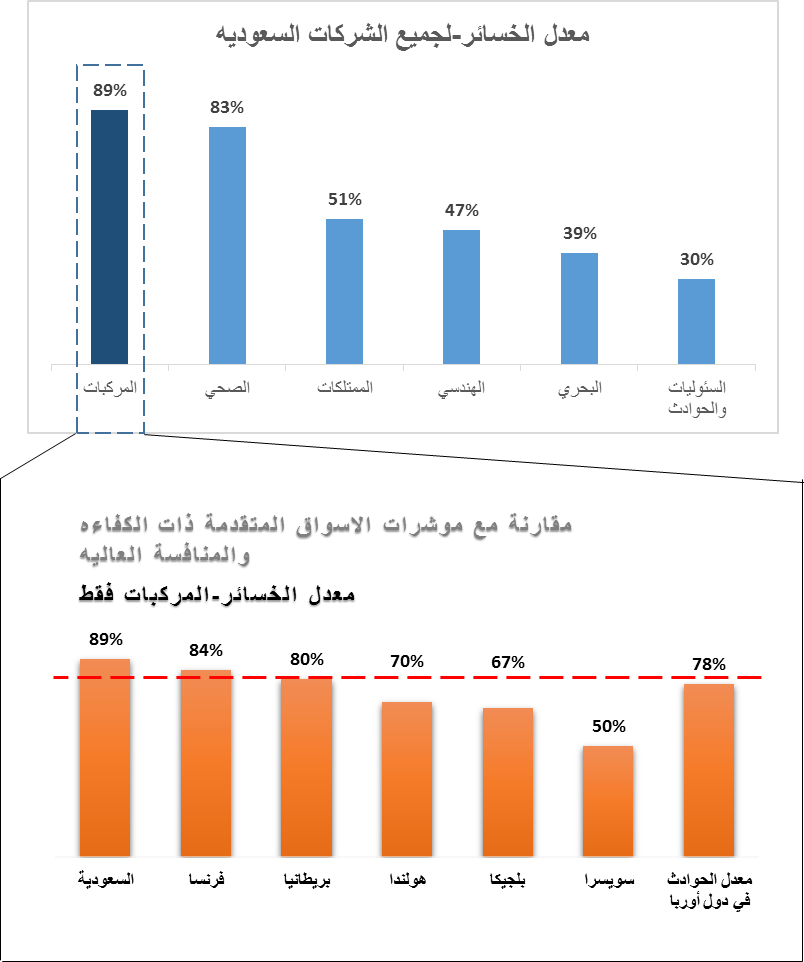 معدل الخسائر-لجميع الشركات السعوديه
89%
83%
51%
47%
39%
30%
المركبات
الصحي
الممتلكات
الهندسي
البحري
السئوليات
والحوادث
مقارنة مع موشرات الاسواق المتقدمة ذات الكفاءه
والمنافسة العاليه
معدل الخسائر-المركبات فقط
89%
84%
80%
70%
67%
50%
78%
السعودية
فرنسا
بريطانيا
هولندا
بلجيكا
سويسرا
معدل الحوادث
في دول أوربا